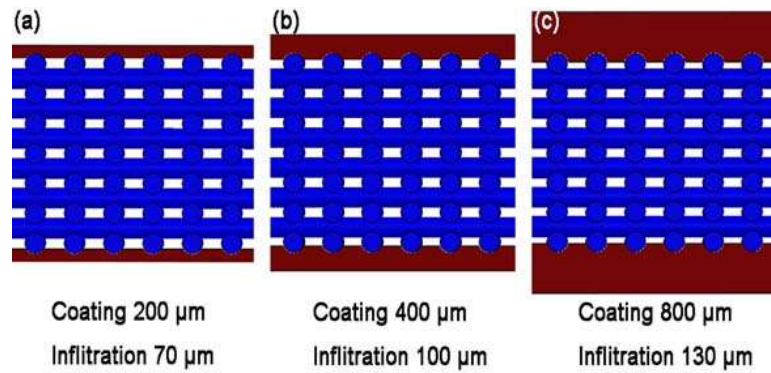 (a)
(b)
(c)
Coating 200 µm
Inflitration 70 µm
Coating 400 µm
Inflitration 100 µm
Coating 800 µm
Inflitration 130 µm